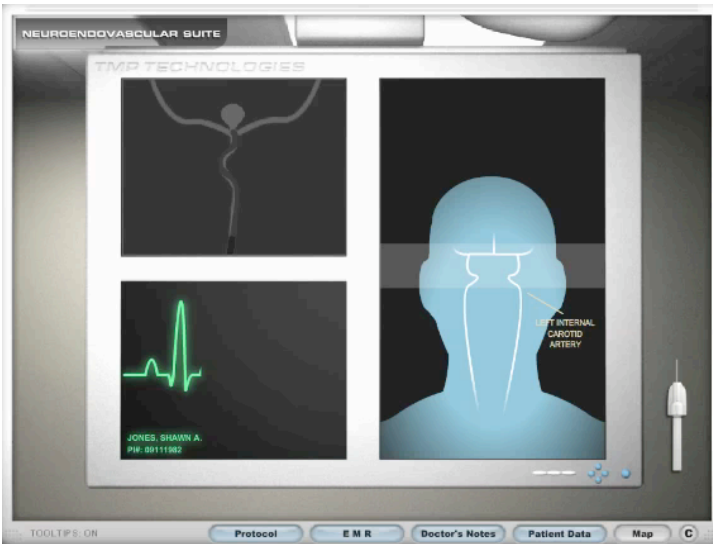 NEUROENDOVASCULAR SUITE
TMP TECHNOLOGIES
LEFT INTERNAL
CAROTID
ARTERY
JONES, SHAWN A.
PI#: 09111982
TOOLTIPS: ON
Protocol
EMR
Doctor's Notes
Patient Data
Map
C